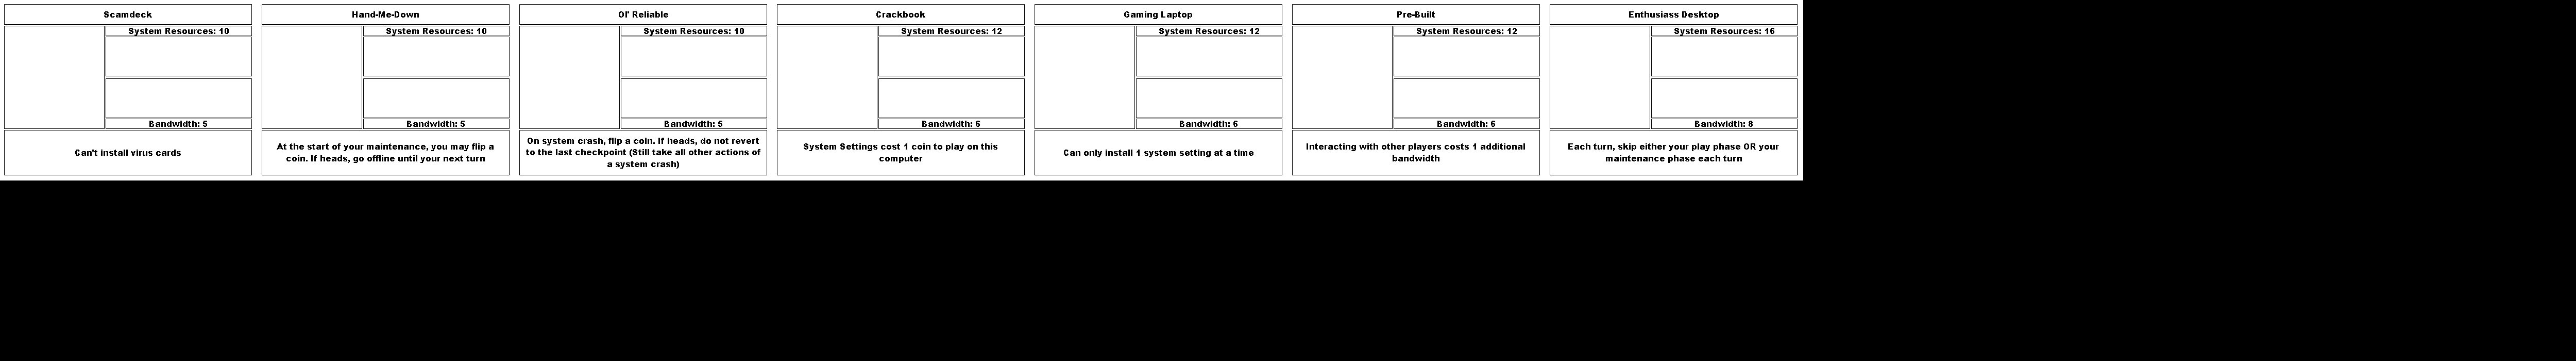 Scamdeck
System Resources: 10
Bandwidth: 5
Can't install virus cards
Hand-Me-Down
System Resources: 10
Bandwidth: 5
At the start of your maintenance, you may flip a
coin. If heads, go offline until your next turn
Ol' Reliable
System Resources: 10
Bandwidth: 5
On system crash, flip a coin. If heads, do not revert
to the last checkpoint (Still take all other actions of
a system crash)
Crackbook
System Resources: 12
Bandwidth: 6
System Settings cost 1 coin to play on this
computer
Gaming Laptop
System Resources: 12
Bandwidth: 6
Can only install 1 system setting at a time
Pre-Built
System Resources: 12
Bandwidth: 6
Interacting with other players costs 1 additional
bandwidth
Enthusiass Desktop
System Resources: 16
Bandwidth: 8
Each turn, skip either your play phase OR your
maintenance phase each turn